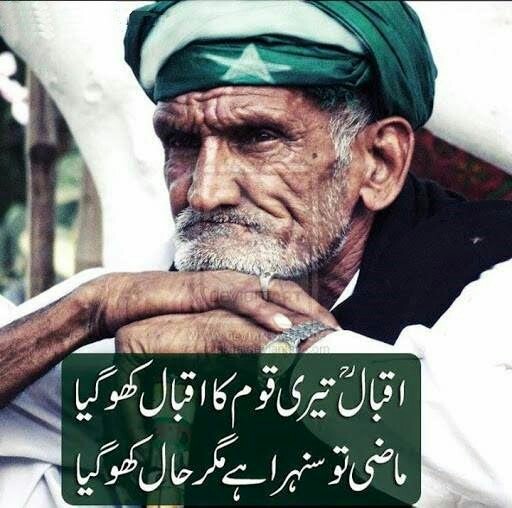 اقبالؒ تیری قوم کا اقبال کھو گیا
ماضی تو سنہرا ہے مگر حال کھو گیا